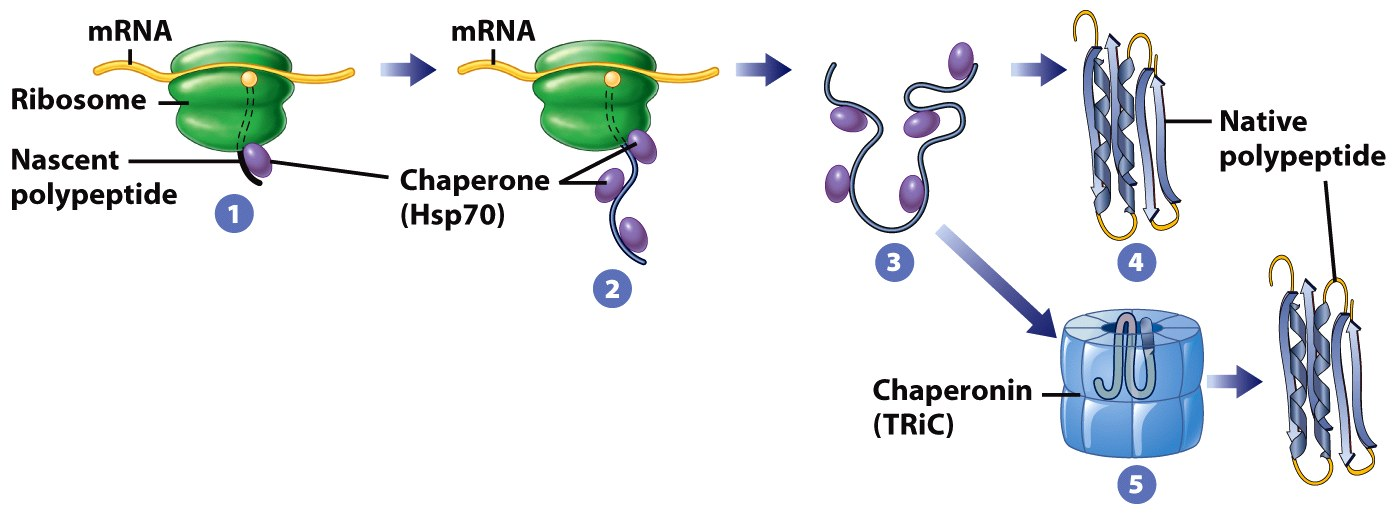 mRNA
Ribosome
Nascent
polypeptide
1
mRNA
Chaperone
(Hsp70)
2
3
4
Native
polypeptide
Chaperonin
(TRiC)
5